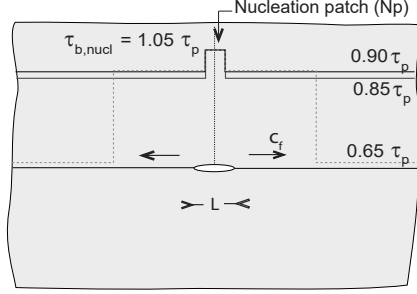 Nucleation patch (Np)
τb,nucl = 1.05 τp
0.90 τp
0.85 τp
cf
0.65 τp
L